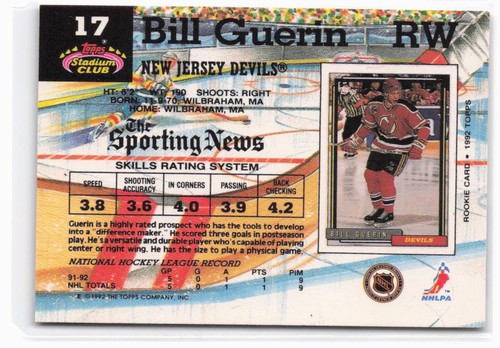 17
Topps
Stadium
CLUB
Bill Guerin RW
NEW JERSEY DEVILS®
HT: 6'2" WT: 190 SHOOTS: RIGHT
BORN: 11-9-70, WILBRAHAM, MA
HOME: WILBRAHAM, MA
The
Sporting News
SKILLS RATING SYSTEM
SPEED SHOOTING ACCURACY IN CORNERS PASSING BACK CHECKING
3.8 3.6 4.0 3.9 4.2
Guerin is a highly rated prospect who has the tools to develop
into a "difference maker." He scored three goals in postseason
play. He's a versatile and durable player who's capable of playing
center or right wing. He has the size to play a physical game.
NATIONAL HOCKEY LEAGUE RECORD
GP G A PTS PIM
91-92 5 0 1 1 9
NHL TOTALS 5 0 1 1 9
© 1992 THE TOPPS COMPANY, INC.
BILL GUERIN
DEVILS
ROOKIE CARD • 1992 TOPPS
NHL
NHLPA
TM